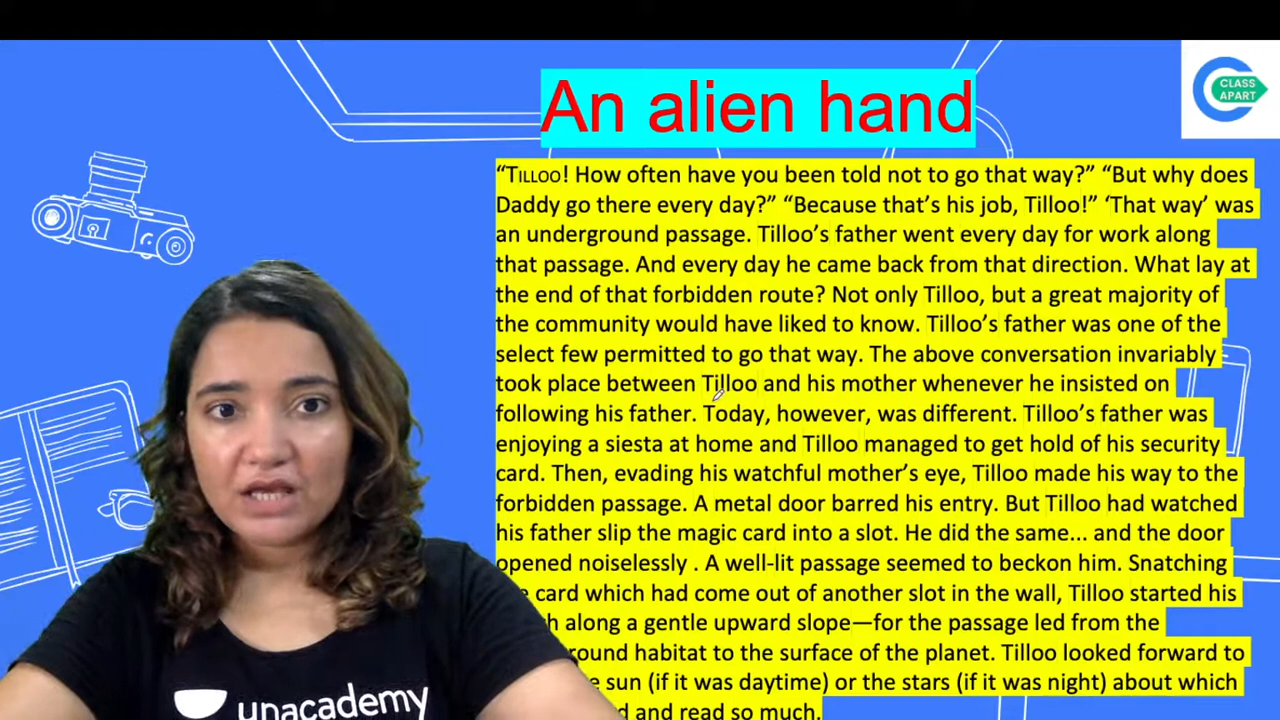 An alien hand
CLASS
APART
“TILLOO! How often have you been told not to go that way?” “But why does
Daddy go there every day?” “Because that’s his job, Tilloo!” ‘That way’ was
an underground passage. Tilloo’s father went every day for work along
that passage. And every day he came back from that direction. What lay at
the end of that forbidden route? Not only Tilloo, but a great majority of
the community would have liked to know. Tilloo’s father was one of the
select few permitted to go that way. The above conversation invariably
took place between Tilloo and his mother whenever he insisted on
following his father. Today, however, was different. Tilloo’s father was
enjoying a siesta at home and Tilloo managed to get hold of his security
card. Then, evading his watchful mother’s eye, Tilloo made his way to the
forbidden passage. A metal door barred his entry. But Tilloo had watched
his father slip the magic card into a slot. He did the same... and the door
opened noiselessly . A well-lit passage seemed to beckon him. Snatching
card which had come out of another slot in the wall, Tilloo started his
along a gentle upward slope—for the passage led from the
habitat to the surface of the planet. Tilloo looked forward to
sun (if it was daytime) or the stars (if it was night) about which
and read so much.
unacademy